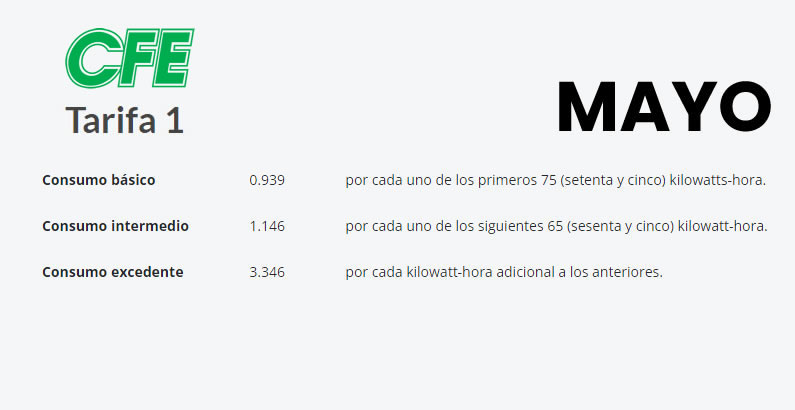 CFE
Tarifa 1
MAYO
Consumo básico 0.939 por cada uno de los primeros 75 (setenta y cinco) kilowatts-hora.
Consumo intermedio 1.146 por cada uno de los siguientes 65 (sesenta y cinco) kilowatt-hora.
Consumo excedente 3.346 por cada kilowatt-hora adicional a los anteriores.